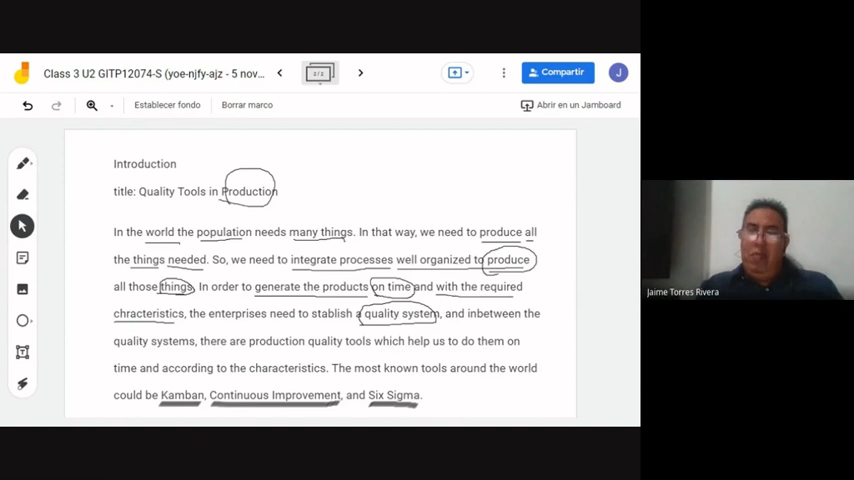 Class 3 U2 GITP12074-S (yoe-njfy-ajz - 5 nov...
2/2
Compartir
J
Establecer fondo
Borrar marco
Abrir en un Jamboard
Introduction
title: Quality Tools in Production
In the world the population needs many things. In that way, we need to produce all
the things needed. So, we need to integrate processes well organized to produce
all those things. In order to generate the products on time and with the required
chracteristics, the enterprises need to stablish a quality system, and inbetween the
quality systems, there are production quality tools which help us to do them on
time and according to the characteristics. The most known tools around the world
could be Kamban, Continuous Improvement, and Six Sigma.
Jaime Torres Rivera